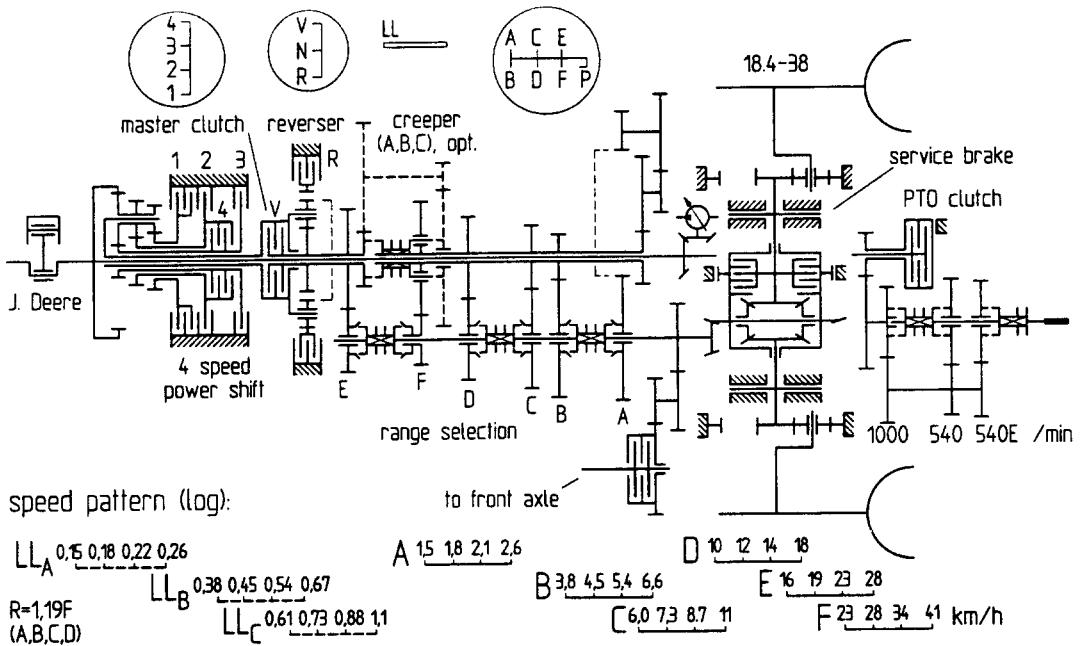 4
3
2
1
V
N
R
LL
A C E
B D F P
18.4-38
master clutch
reverser
creeper
(A,B,C), opt.
service brake
PTO clutch
1 2 3
4
V
R
J. Deere
4 speed
power shift
E
F
D
C
B
A
range selection
1000 540 540E /min
to front axle
speed pattern (log):
LLA 0,15 0,18 0,22 0,26
LLB 0,38 0,45 0,54 0,67
LLC 0,61 0,73 0,88 1,1
R=1,19F
(A,B,C,D)
A 1,5 1,8 2,1 2,6
B 3,8 4,5 5,4 6,6
C 6,0 7,3 8.7 11
D 10 12 14 18
E 16 19 23 28
F 23 28 34 41 km/h